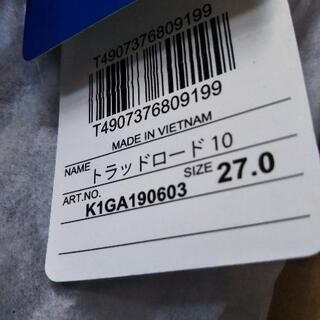 T4907376809199
T4907376809199
MADE IN VIETNAM
NAME トラッドロード 10
ART.NO. K1GA190603 SIZE 27.0